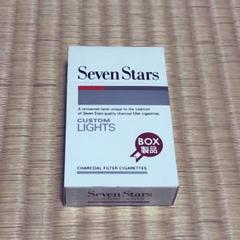 Seven Stars
A renowned taste unique to the tradition
of Seven Stars quality charcoal filter cigarettes.
CUSTOM
LIGHTS
BOX
製品
CHARCOAL FILTER CIGARETTES
Seven Stars